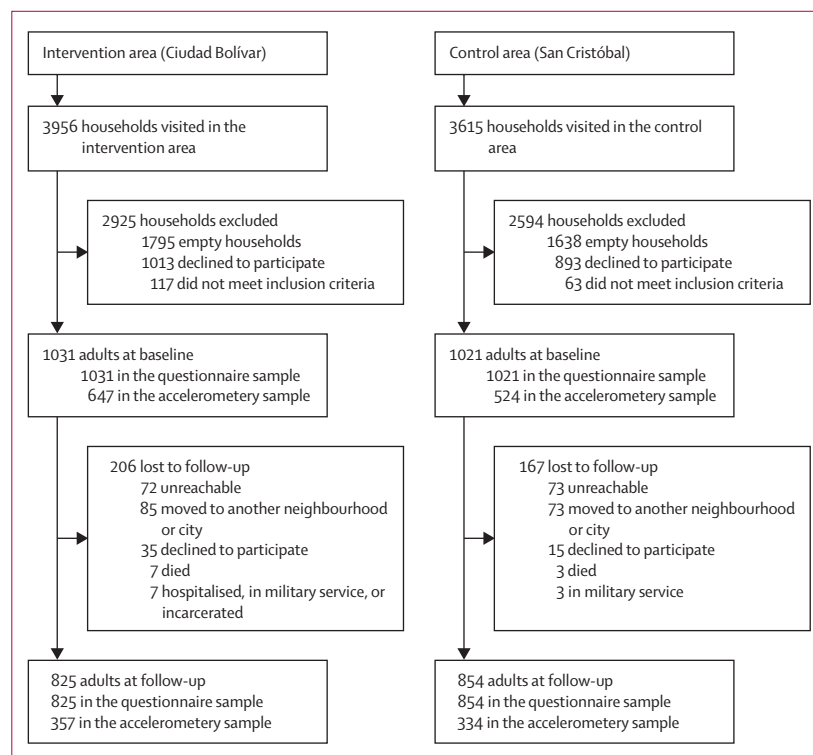 Intervention area (Ciudad Bolívar)
3956 households visited in the
intervention area
2925 households excluded
1795 empty households
1013 declined to participate
117 did not meet inclusion criteria
1031 adults at baseline
1031 in the questionnaire sample
647 in the accelerometery sample
206 lost to follow-up
72 unreachable
85 moved to another neighbourhood
or city
35 declined to participate
7 died
7 hospitalised, in military service, or
incarcerated
825 adults at follow-up
825 in the questionnaire sample
357 in the accelerometery sample
Control area (San Cristóbal)
3615 households visited in the control
area
2594 households excluded
1638 empty households
893 declined to participate
63 did not meet inclusion criteria
1021 adults at baseline
1021 in the questionnaire sample
524 in the accelerometery sample
167 lost to follow-up
73 unreachable
73 moved to another neighbourhood
or city
15 declined to participate
3 died
3 in military service
854 adults at follow-up
854 in the questionnaire sample
334 in the accelerometery sample